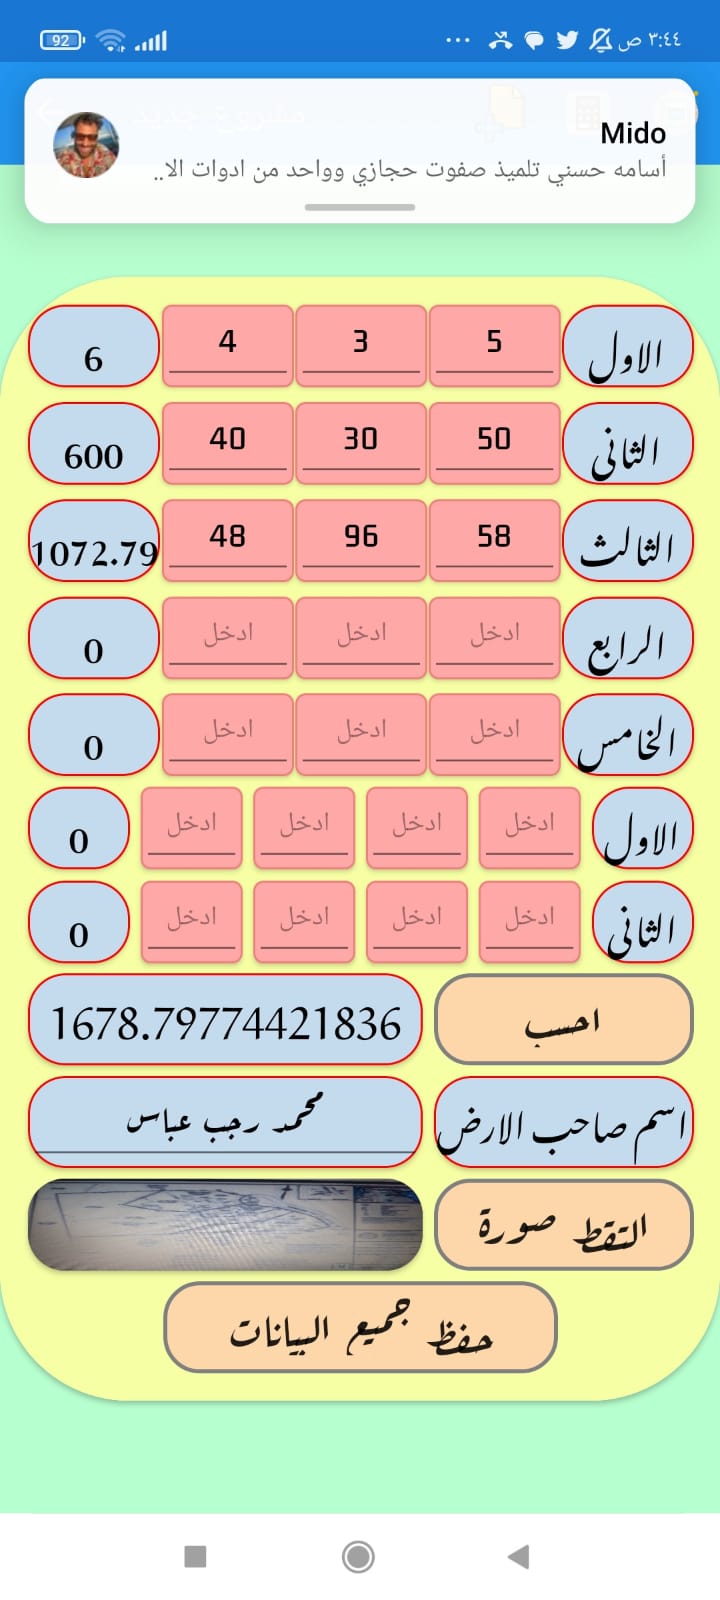 92 ... ٣:٤٤ ص
Mido
أسامه حسني تلميذ صفوت حجازي وواحد من ادوات الا..
الاول 5 3 4 6
الثانى 50 30 40 600
الثالث 58 96 48 1072.79
الرابع ادخل ادخل ادخل 0
الخامس ادخل ادخل ادخل 0
الاول ادخل ادخل ادخل ادخل 0
الثانى ادخل ادخل ادخل ادخل 0
احسب 1678.79774421836
اسم صاحب الارض محمد رجب عباس
التقط صورة
حفظ جميع البيانات